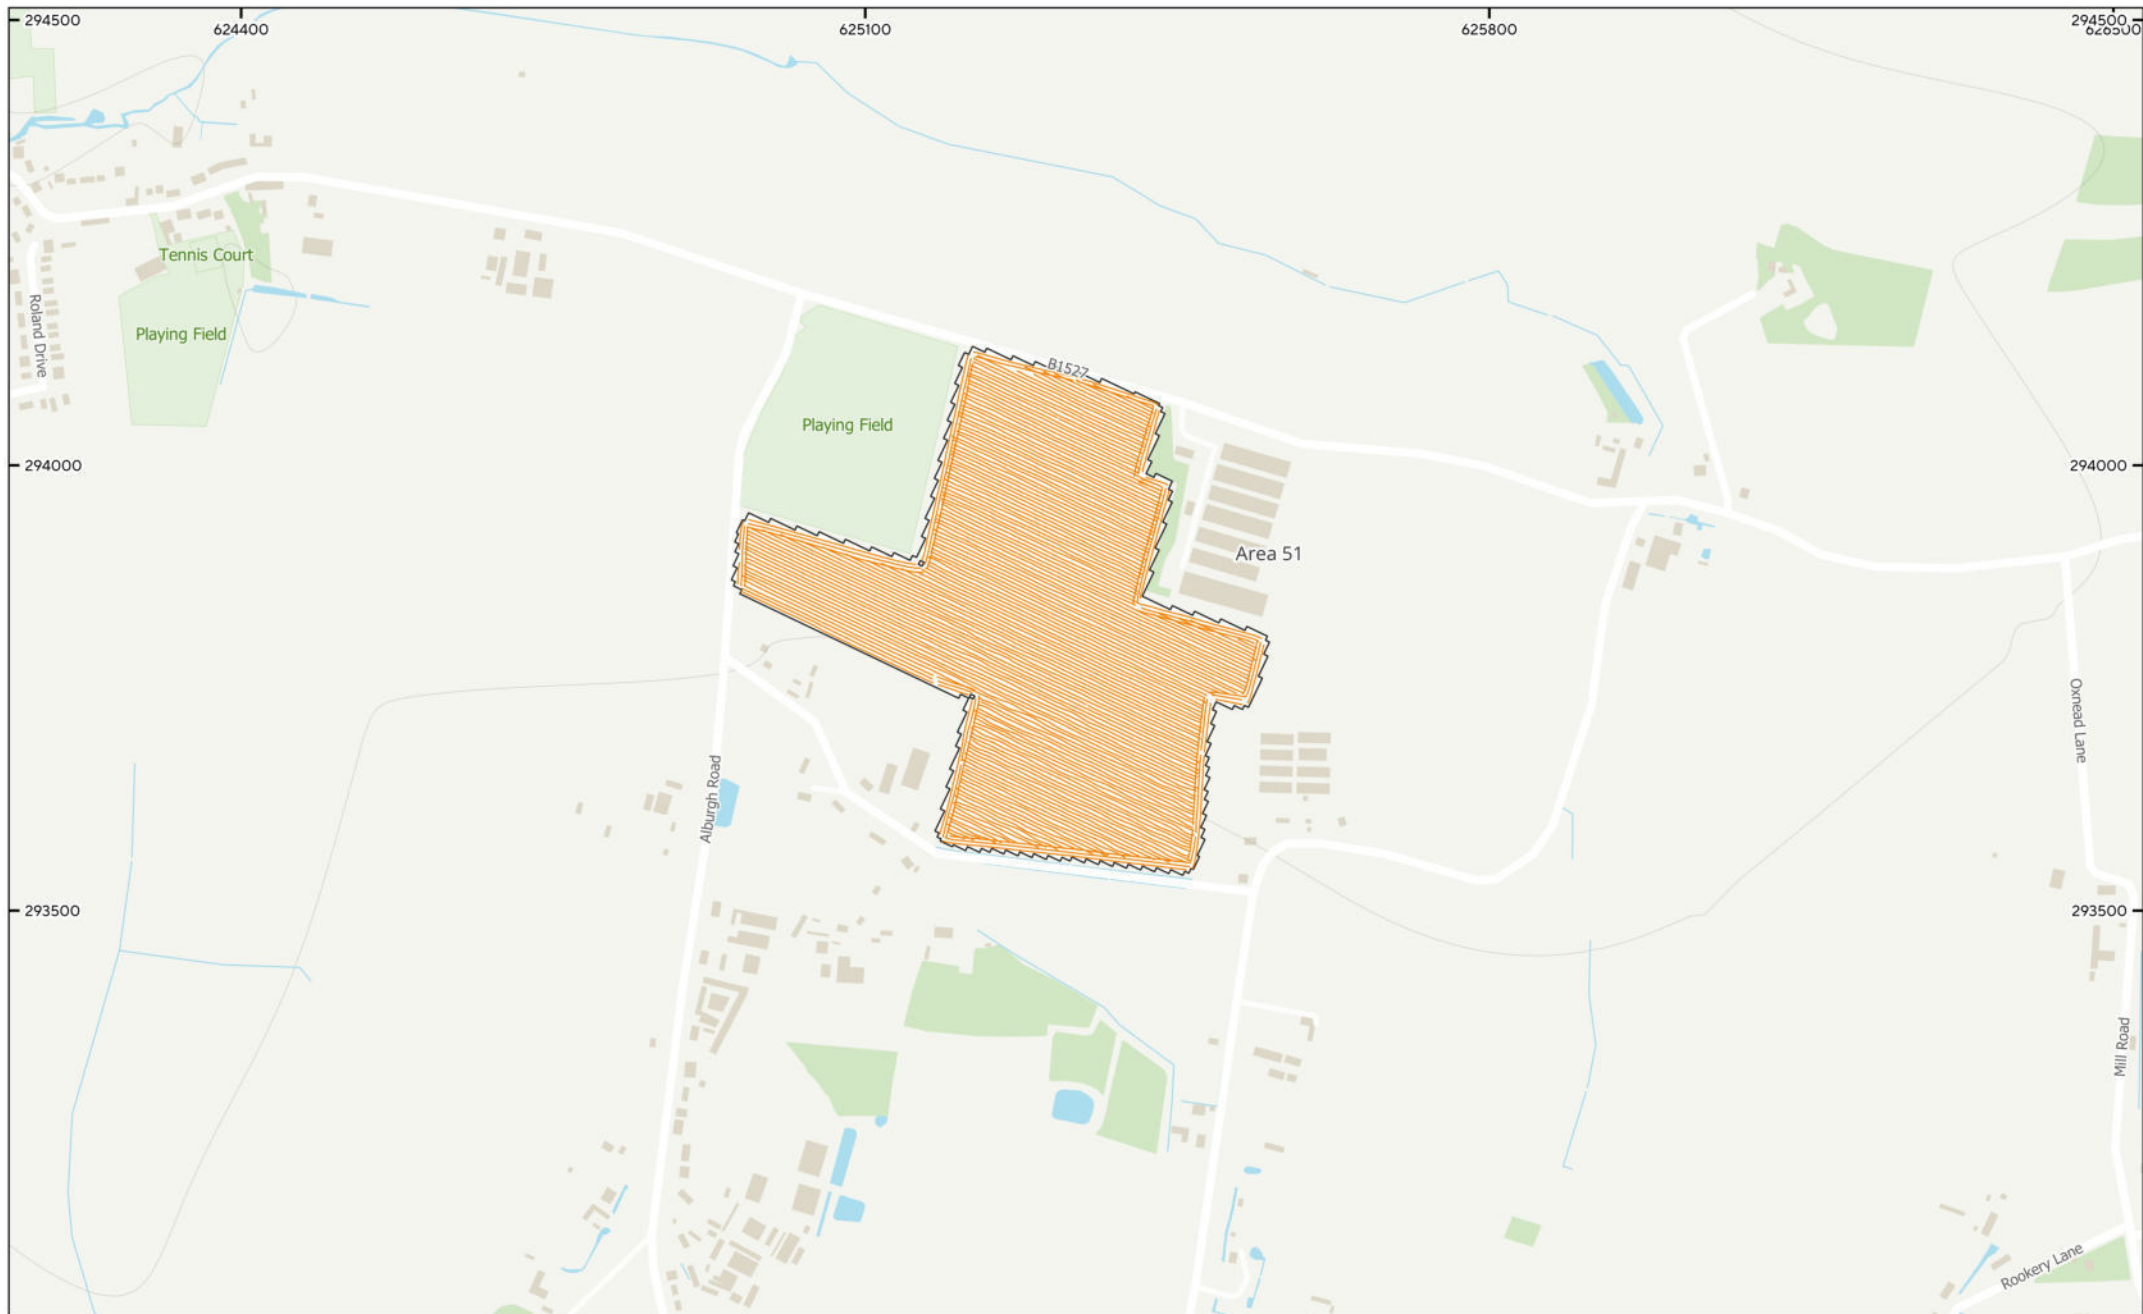 294500
624400
625100
625800
294500
626500
Tennis Court
Roland Drive
Playing Field
B1527
Playing Field
294000
294000
Area 51
Oxnead Lane
Alburgh Road
293500
293500
Mill Road
Rookery Lane